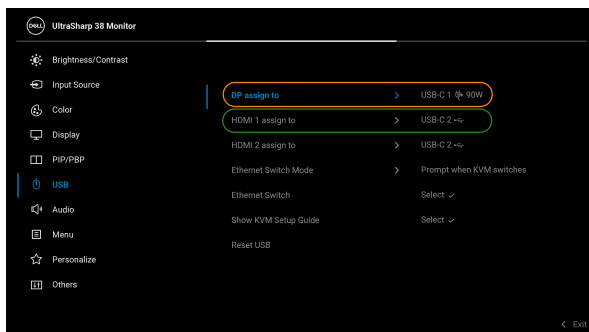 DELL UltraSharp 38 Monitor
Brightness/Contrast
Input Source
Color
Display
PIP/PBP
USB
Audio
Menu
Personalize
Others
DP assign to > USB-C 1 90W
HDMI 1 assign to > USB-C 2
HDMI 2 assign to > USB-C 2
Ethernet Switch Mode > Prompt when KVM switches
Ethernet Switch Select
Show KVM Setup Guide Select
Reset USB
< Exit